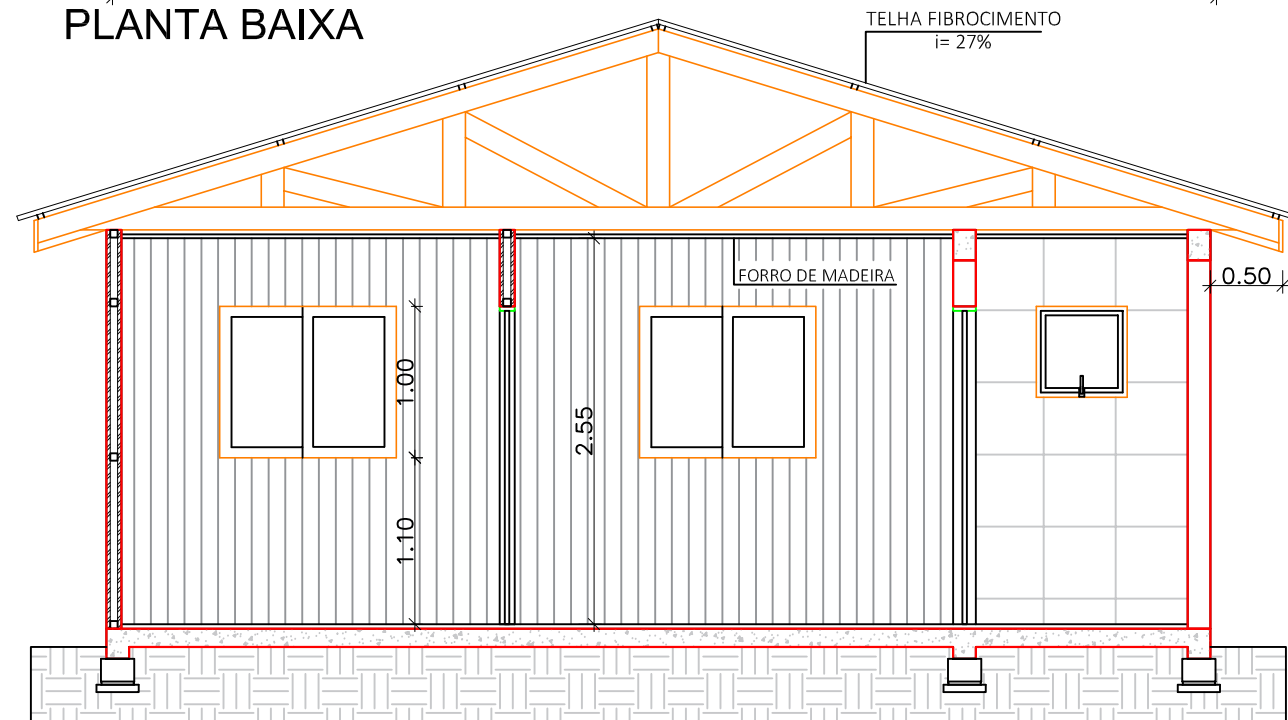 PLANTA BAIXA
TELHA FIBROCIMENTO
i= 27%
FORRO DE MADEIRA
0.50
1.00
2.55
1.10